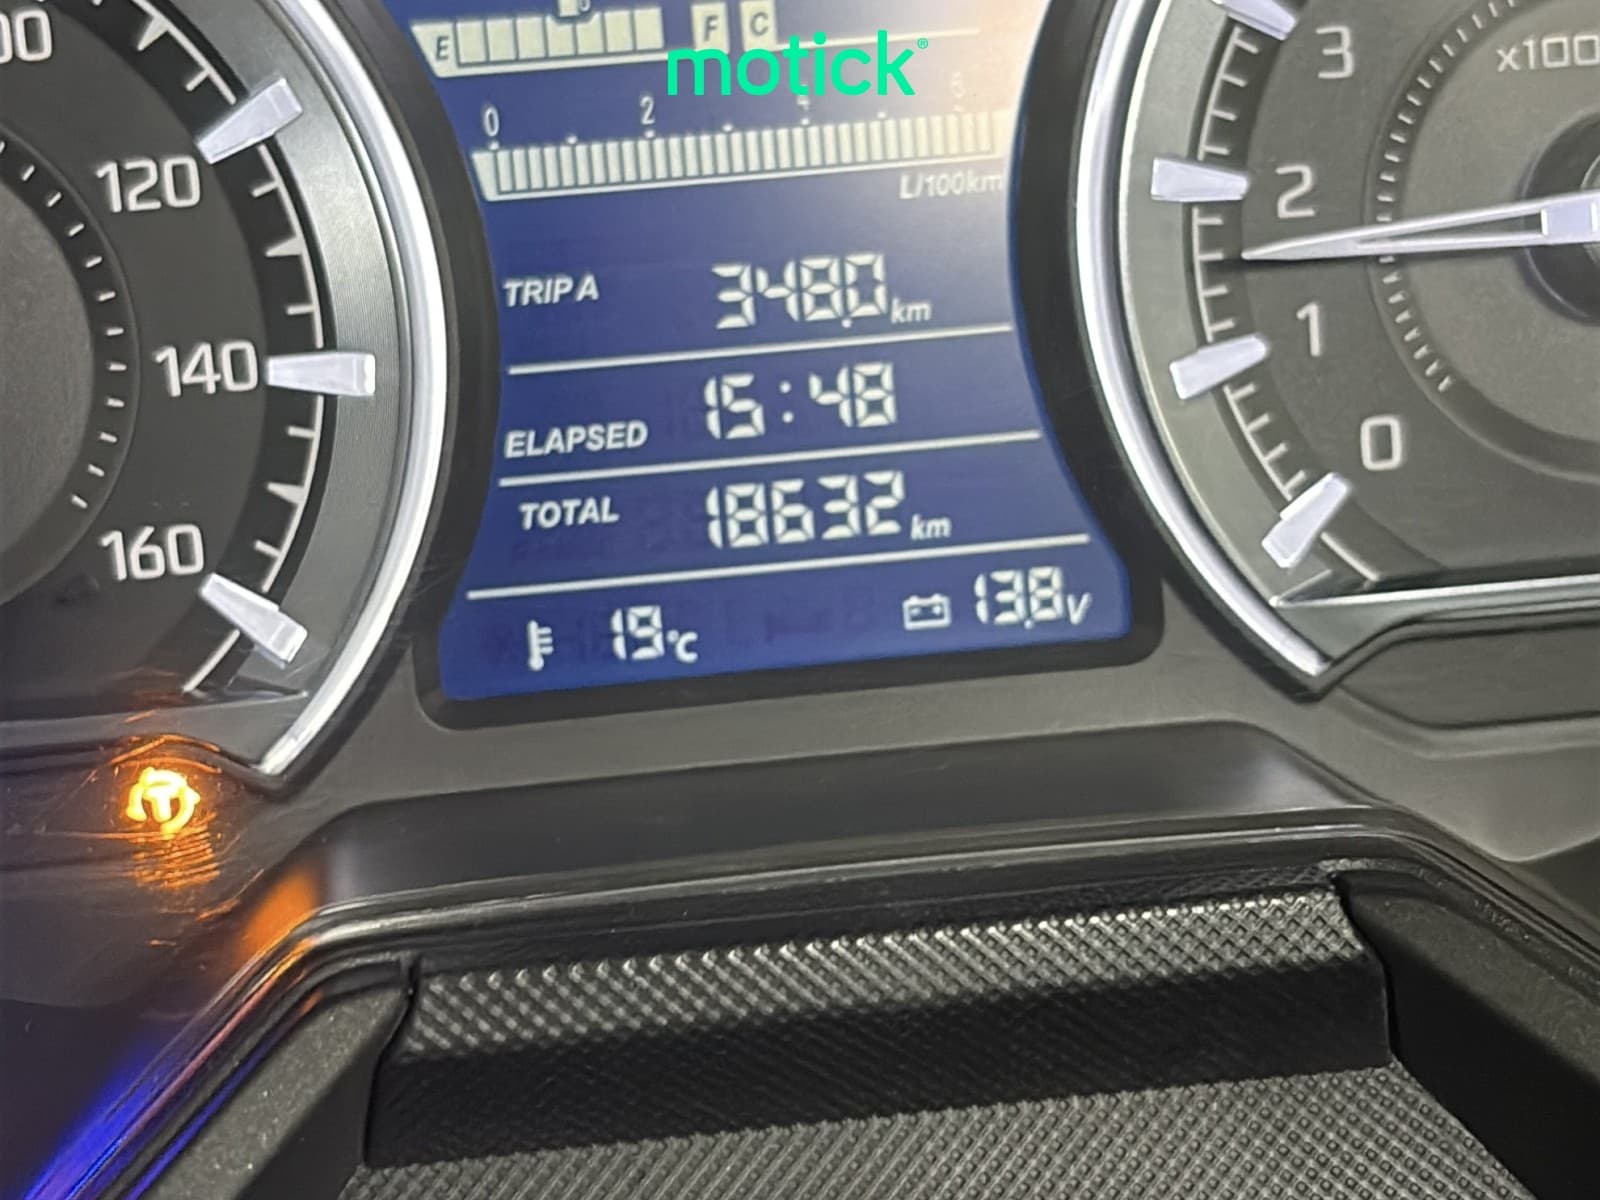 E F C
motick®
0 2 4 6
L/100km
TRIP A 348.0 km
ELAPSED 15:48
TOTAL 18632 km
19°C 13.8V
120
140
160
3
x100
2
1
0